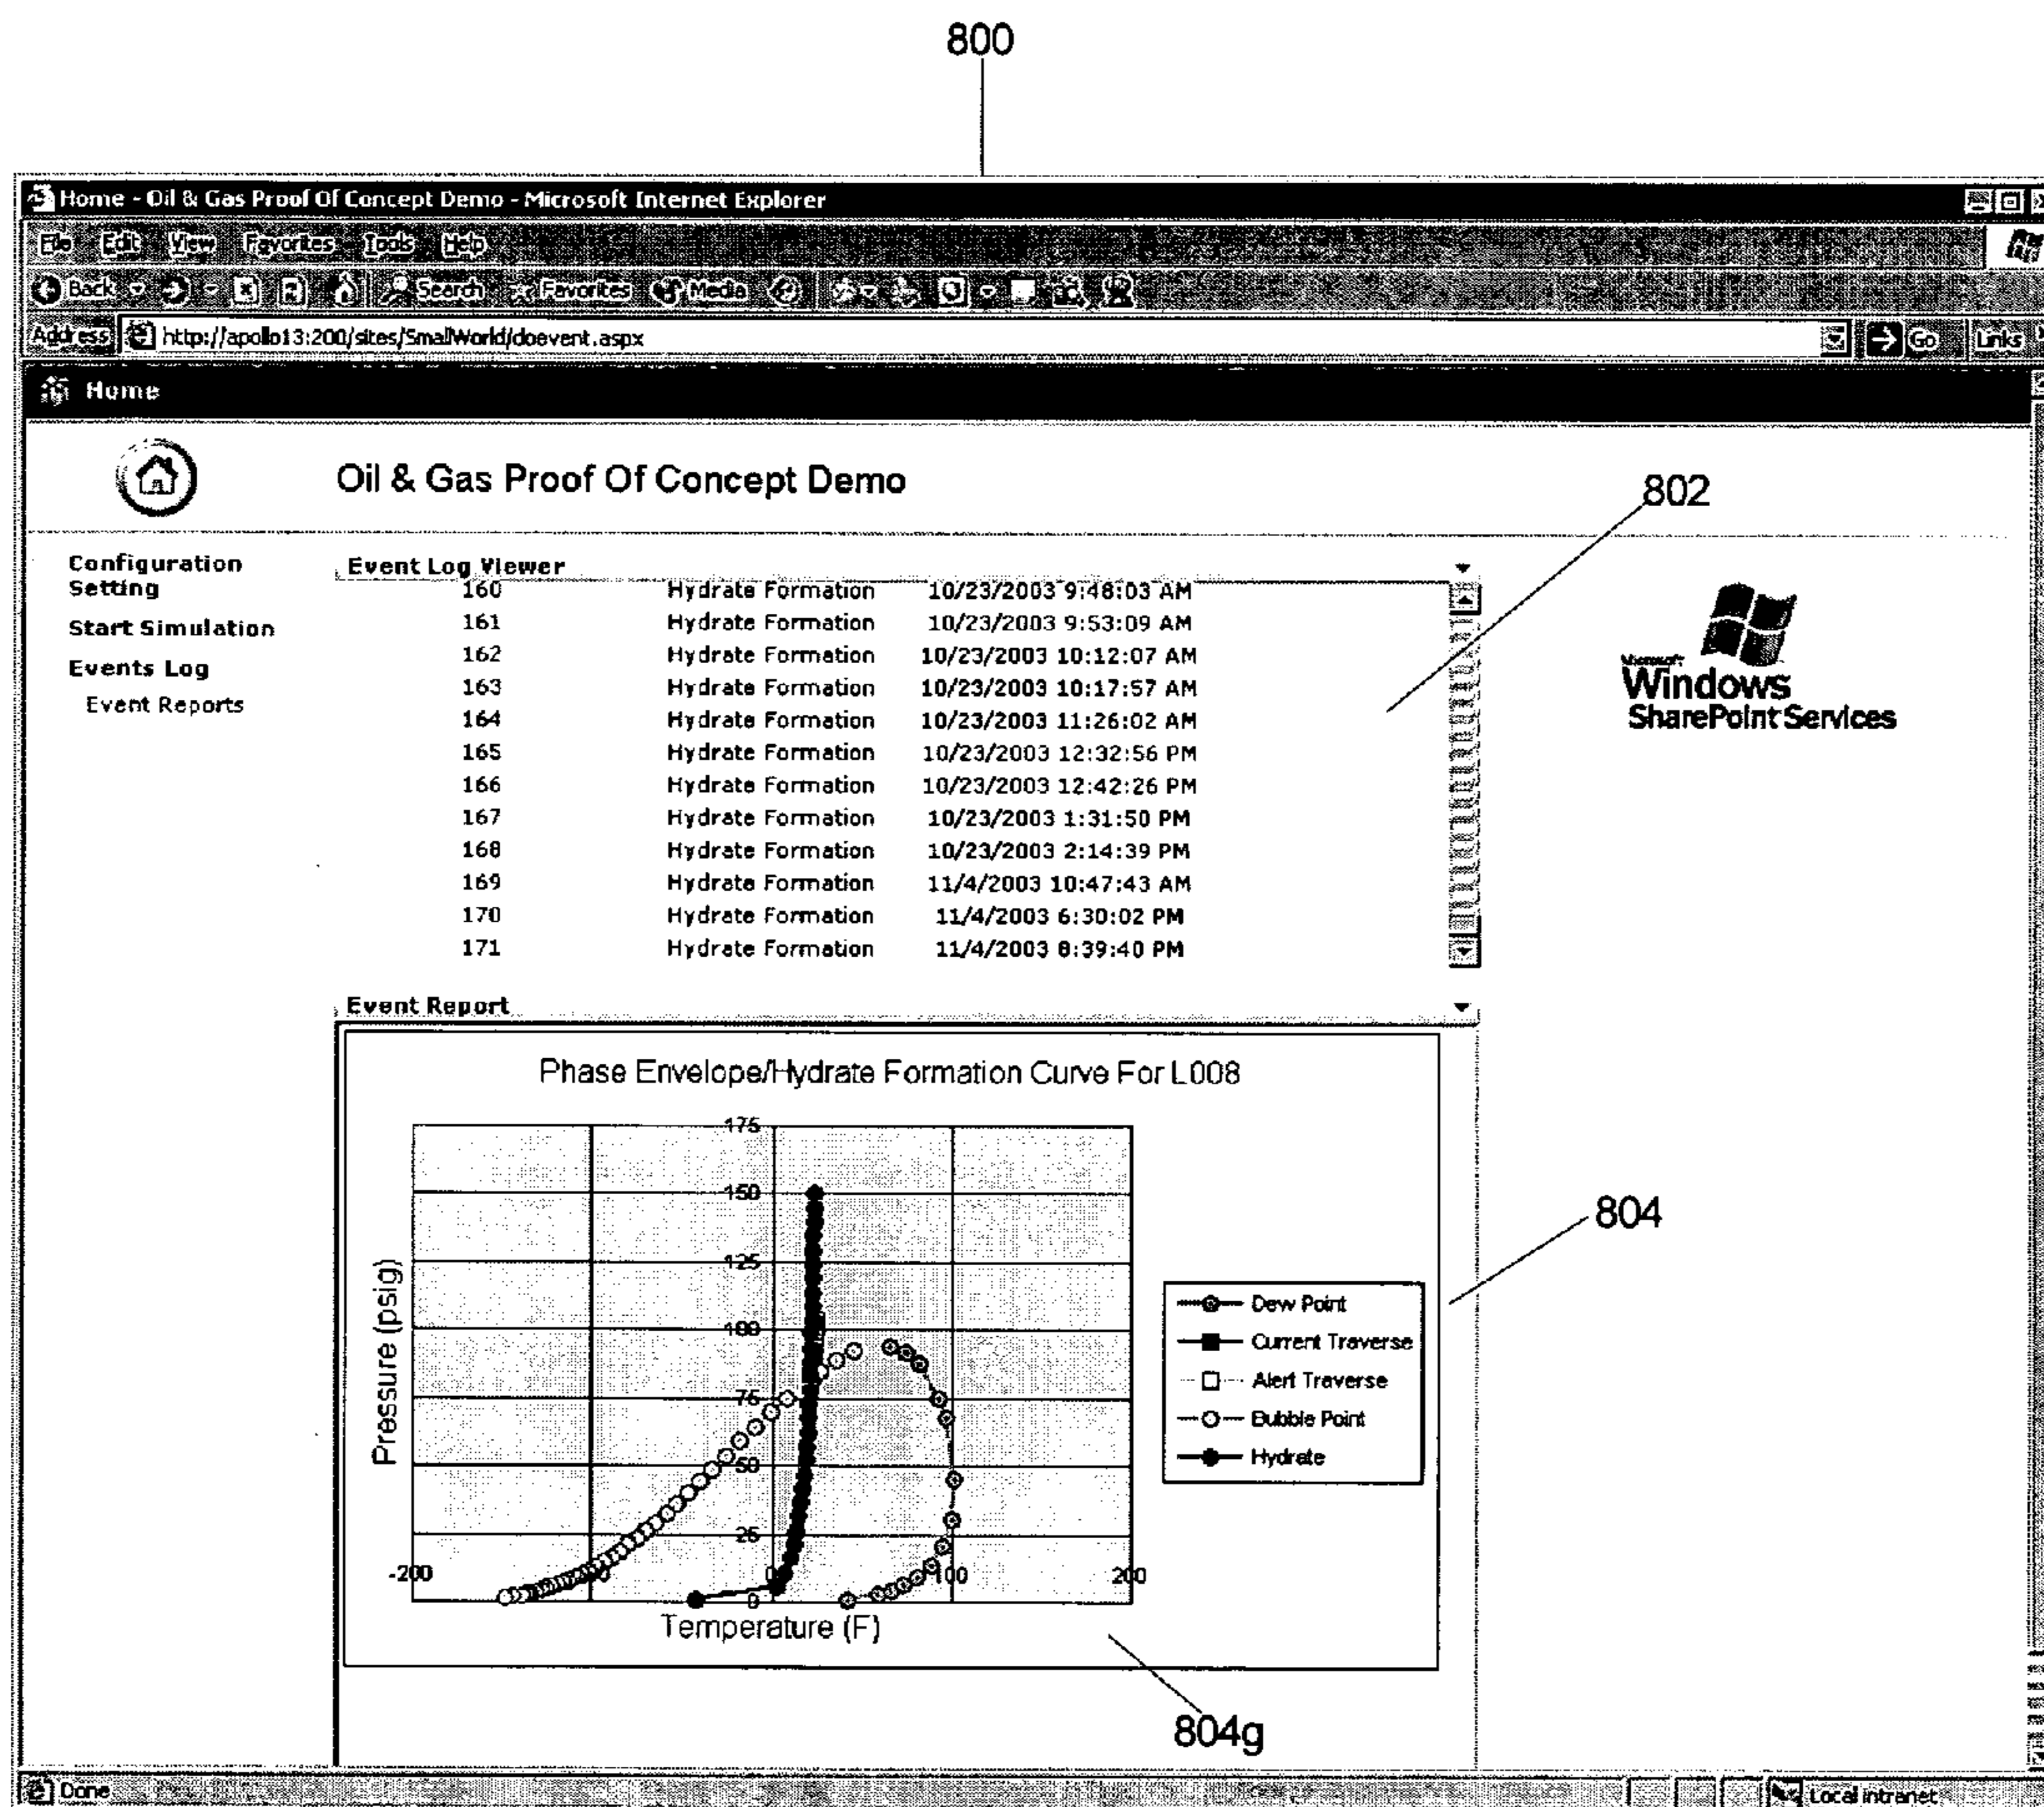 800
Home - Oil & Gas Proof Of Concept Demo - Microsoft Internet Explorer
File Edit View Favorites Tools Help
Back Search Favorites Media
Address http://apollo13:200/sites/SmallWorld/doevent.aspx Go Links
Home
Oil & Gas Proof Of Concept Demo
802
Configuration
Setting
Start Simulation
Events Log
Event Reports
Event Log Viewer
160 Hydrate Formation 10/23/2003 9:48:03 AM
161 Hydrate Formation 10/23/2003 9:53:09 AM
162 Hydrate Formation 10/23/2003 10:12:07 AM
163 Hydrate Formation 10/23/2003 10:17:57 AM
164 Hydrate Formation 10/23/2003 11:26:02 AM
165 Hydrate Formation 10/23/2003 12:32:56 PM
166 Hydrate Formation 10/23/2003 12:42:26 PM
167 Hydrate Formation 10/23/2003 1:31:50 PM
168 Hydrate Formation 10/23/2003 2:14:39 PM
169 Hydrate Formation 11/4/2003 10:47:43 AM
170 Hydrate Formation 11/4/2003 6:30:02 PM
171 Hydrate Formation 11/4/2003 8:39:40 PM
Microsoft
Windows
SharePoint Services
Event Report
Phase Envelope/Hydrate Formation Curve For L008
Pressure (psig)
175
150
125
100
75
50
25
0
-200 0 100 200
Temperature (F)
Dew Point
Current Traverse
Alert Traverse
Bubble Point
Hydrate
804
804g
Done
Local intranet